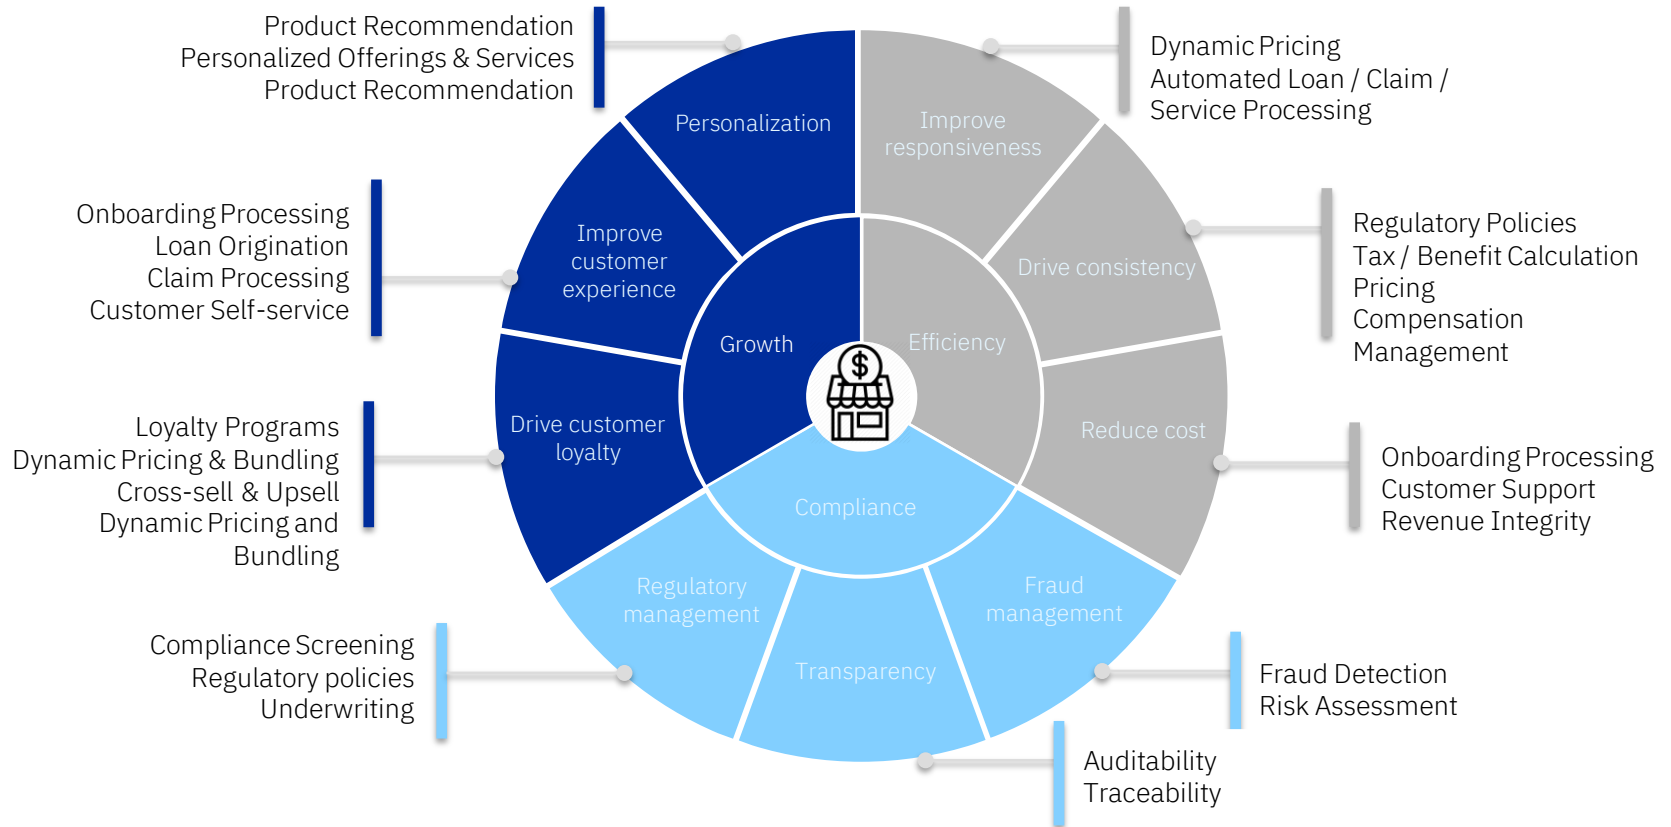 Product Recommendation
Personalized Offerings & Services
Product Recommendation
Dynamic Pricing
Automated Loan / Claim /
Service Processing
Personalization
Improve
responsiveness
Onboarding Processing
Loan Origination
Claim Processing
Customer Self-service
Improve
customer
experience
Drive consistency
Regulatory Policies
Tax / Benefit Calculation
Pricing
Compensation
Management
Growth
Efficiency
$
Loyalty Programs
Dynamic Pricing & Bundling
Cross-sell & Upsell
Dynamic Pricing and
Bundling
Drive customer
loyalty
Reduce cost
Onboarding Processing
Customer Support
Revenue Integrity
Compliance
Regulatory
management
Transparency
Fraud
management
Compliance Screening
Regulatory policies
Underwriting
Fraud Detection
Risk Assessment
Auditability
Traceability